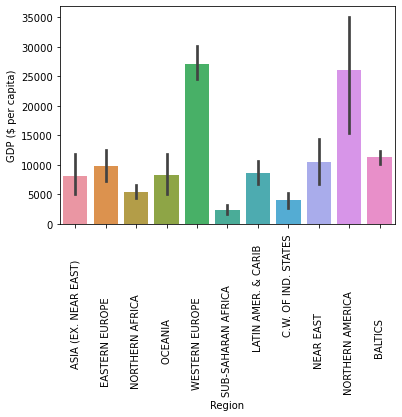 35000
30000
25000
20000
15000
10000
5000
0
GDP ($ per capita)
ASIA (EX. NEAR EAST)
EASTERN EUROPE
NORTHERN AFRICA
OCEANIA
WESTERN EUROPE
SUB-SAHARAN AFRICA
LATIN AMER. & CARIB
C.W. OF IND. STATES
NEAR EAST
NORTHERN AMERICA
BALTICS
Region